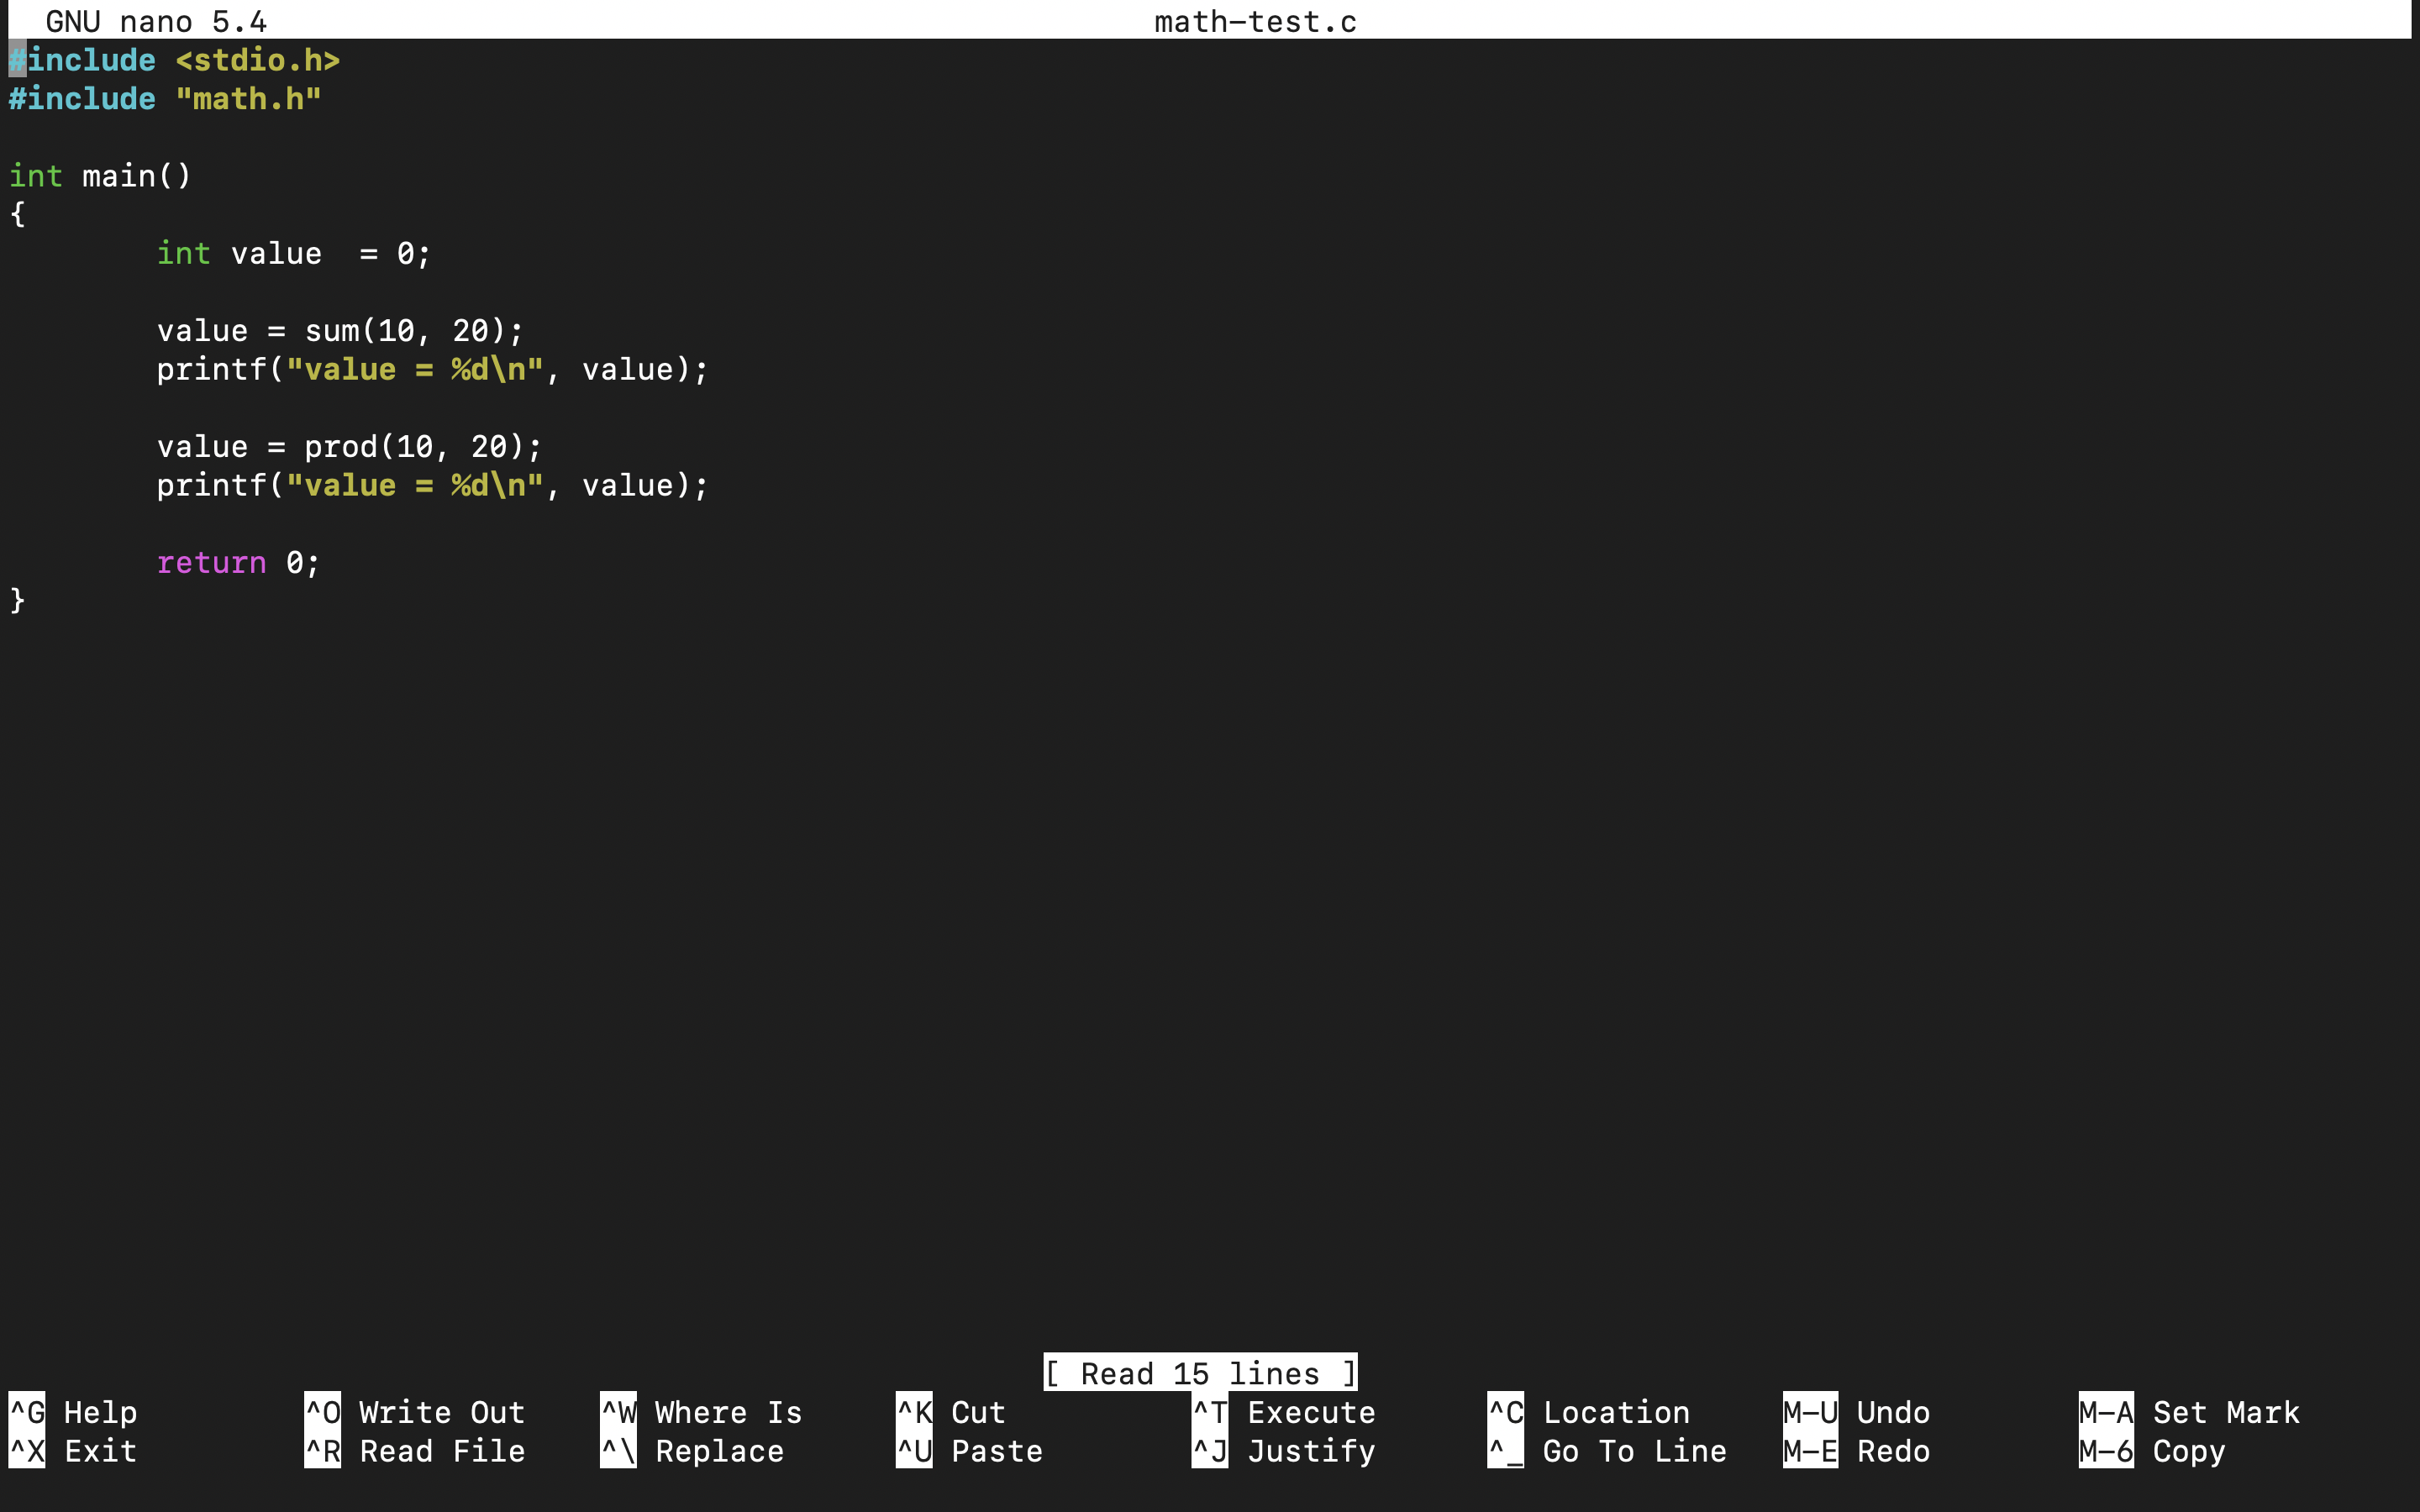 GNU nano 5.4 math-test.c
#include <stdio.h>
#include "math.h"
int main()
{
int value  = 0;
value = sum(10, 20);
printf("value = %d\n", value);
value = prod(10, 20);
printf("value = %d\n", value);
return 0;
}
[ Read 15 lines ]
^G Help ^O Write Out ^W Where Is ^K Cut ^T Execute ^C Location M-U Undo M-A Set Mark
^X Exit ^R Read File ^\ Replace ^U Paste ^J Justify ^_ Go To Line M-E Redo M-6 Copy